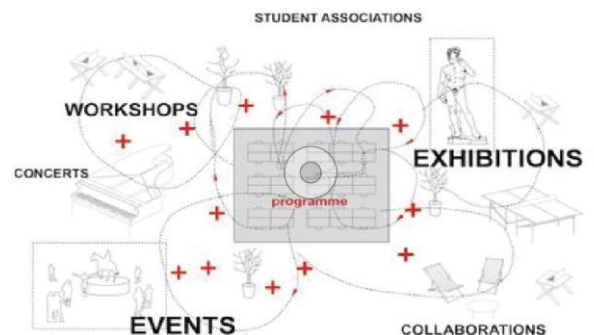 STUDENT ASSOCIATIONS
WORKSHOPS
EXHIBITIONS
CONCERTS
programme
EVENTS
COLLABORATIONS